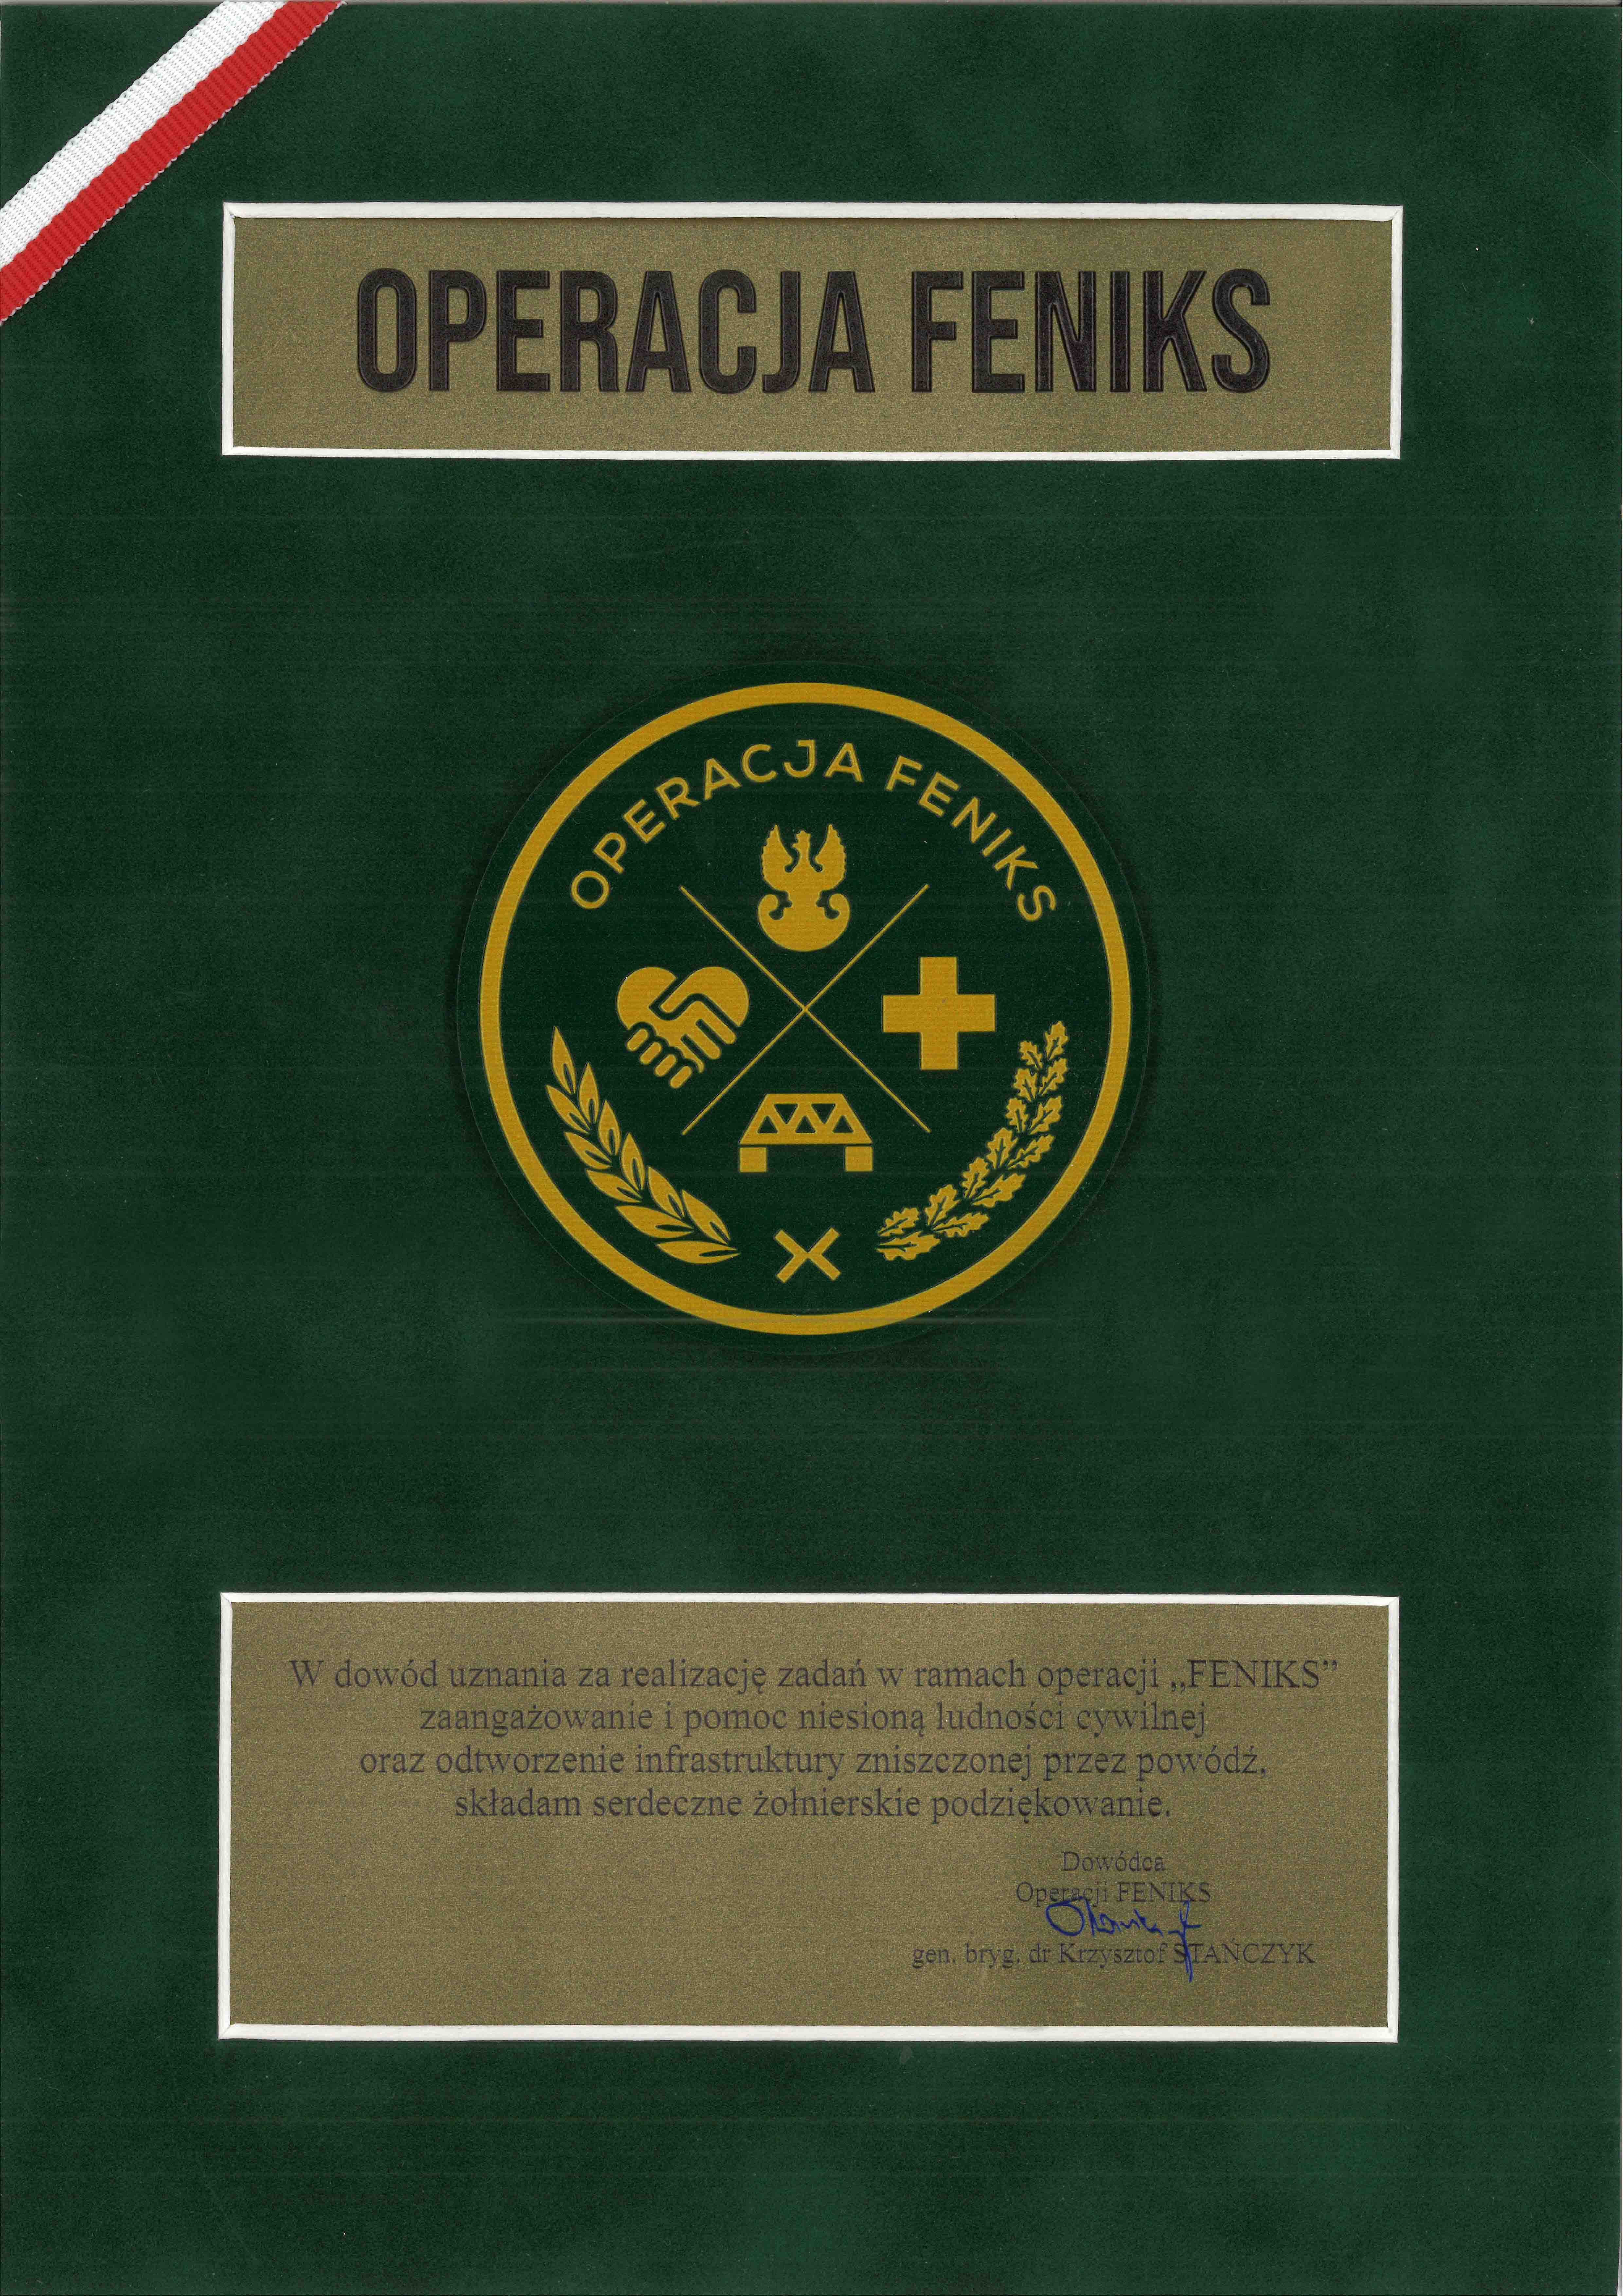 OPERACJA FENIKS
OPERACJA FENIKS
W dowód uznania za realizację zadań w ramach operacji „FENIKS”
zaangażowanie i pomoc niesioną ludności cywilnej
oraz odtworzenie infrastruktury zniszczonej przez powódź,
składam serdeczne żołnierskie podziękowanie.
Dowódca
Operacji FENIKS
gen. bryg. dr Krzysztof STAŃCZYK